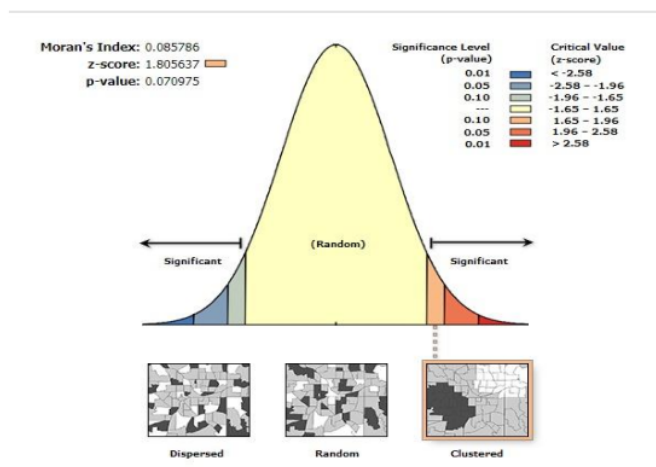 Moran's Index: 0.085786
z-score: 1.805637
p-value: 0.070975
Significance Level (p-value)
Critical Value (z-score)
0.01 < -2.58
0.05 -2.58 – -1.96
0.10 -1.96 – -1.65
--- -1.65 – 1.65
0.10 1.65 – 1.96
0.05 1.96 – 2.58
0.01 > 2.58
(Random)
Significant
Significant
Dispersed
Random
Clustered